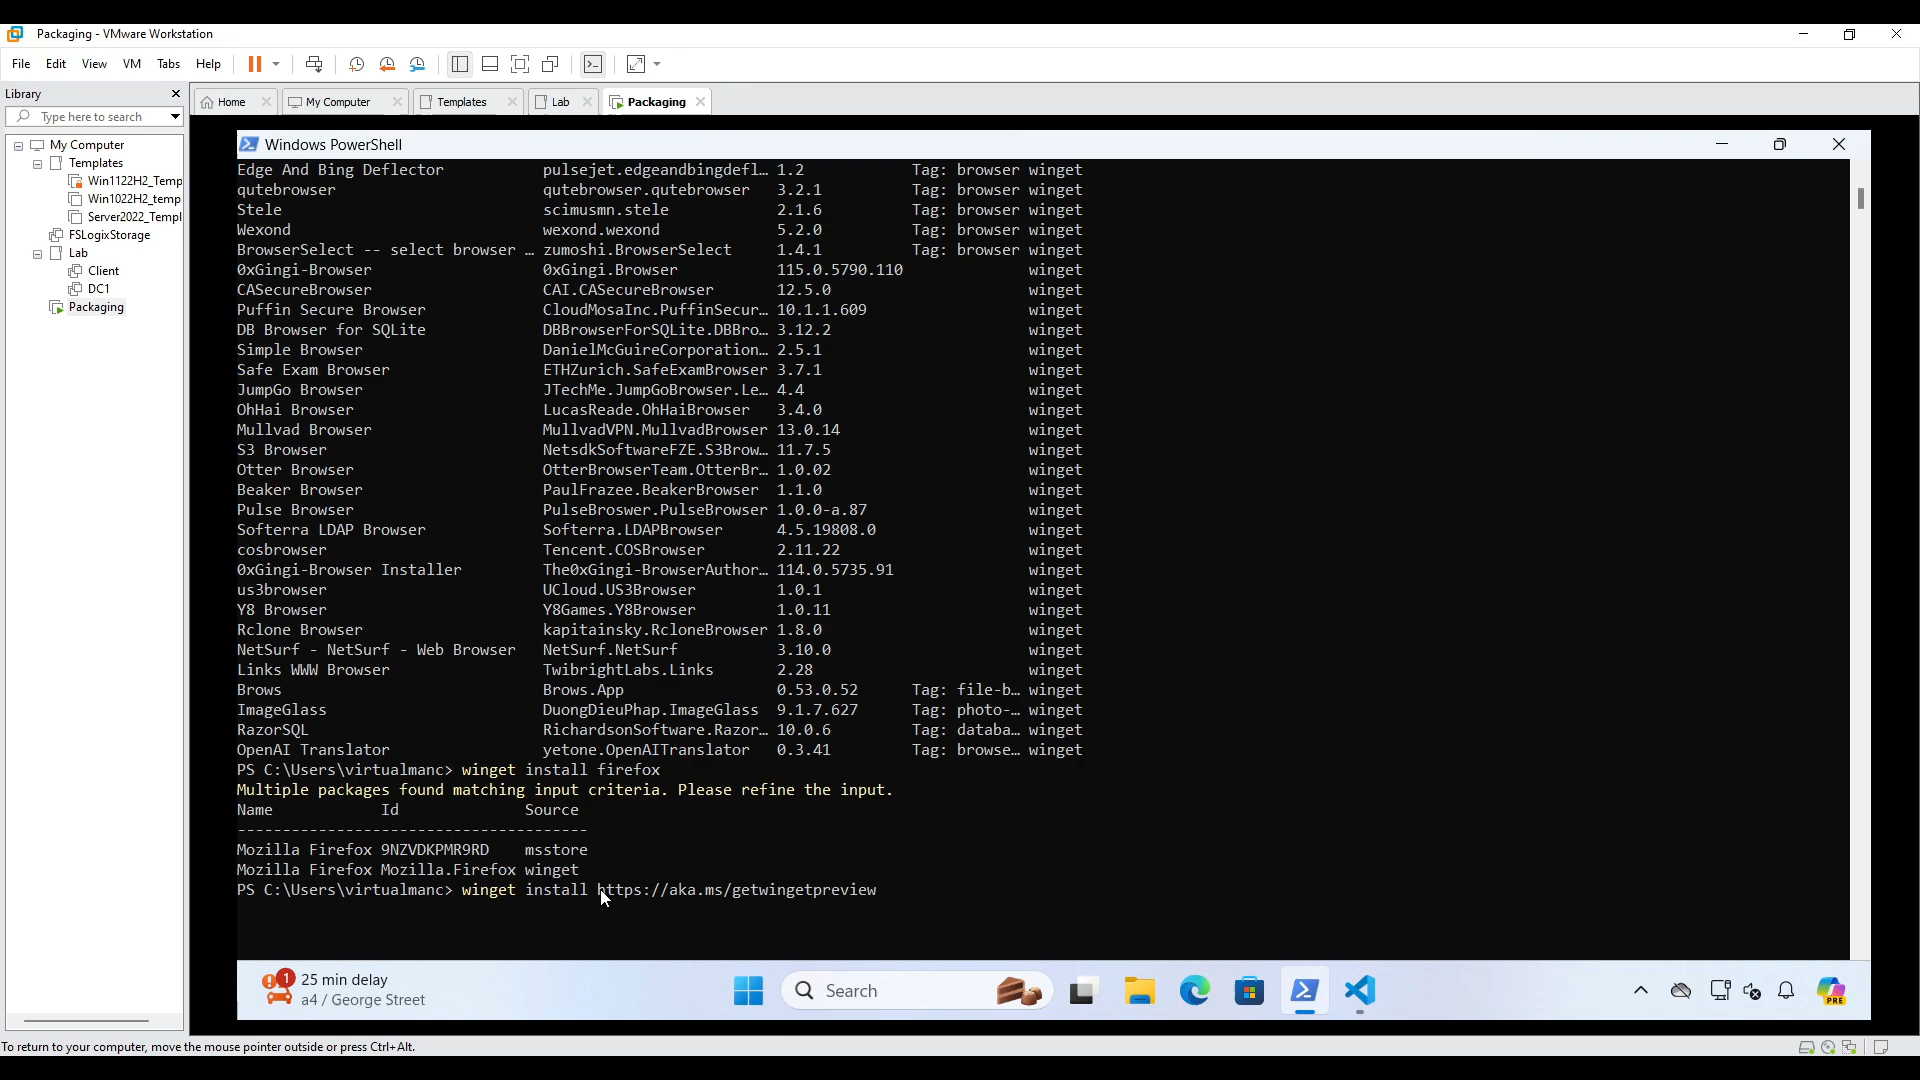 Packaging - VMware Workstation
File Edit View VM Tabs Help
Library
Type here to search
Home My Computer Templates Lab Packaging
My Computer
Templates
Win1122H2_Temp
Win1022H2_temp
Server2022_Templ
FSLogixStorage
Lab
Client
DC1
Packaging
Windows PowerShell
Edge And Bing Deflector pulsejet.edgeandbingdefl… 1.2 Tag: browser winget
qutebrowser qutebrowser.qutebrowser 3.2.1 Tag: browser winget
Stele scimusmn.stele 2.1.6 Tag: browser winget
Wexond wexond.wexond 5.2.0 Tag: browser winget
BrowserSelect -- select browser … zumoshi.BrowserSelect 1.4.1 Tag: browser winget
0xGingi-Browser 0xGingi.Browser 115.0.5790.110 winget
CASecureBrowser CAI.CASecureBrowser 12.5.0 winget
Puffin Secure Browser CloudMosaInc.PuffinSecur… 10.1.1.609 winget
DB Browser for SQLite DBBrowserForSQLite.DBBro… 3.12.2 winget
Simple Browser DanielMcGuireCorporation… 2.5.1 winget
Safe Exam Browser ETHZurich.SafeExamBrowser 3.7.1 winget
JumpGo Browser JTechMe.JumpGoBrowser.Le… 4.4 winget
OhHai Browser LucasReade.OhHaiBrowser 3.4.0 winget
Mullvad Browser MullvadVPN.MullvadBrowser 13.0.14 winget
S3 Browser NetsdkSoftwareFZE.S3Brow… 11.7.5 winget
Otter Browser OtterBrowserTeam.OtterBr… 1.0.02 winget
Beaker Browser PaulFrazee.BeakerBrowser 1.1.0 winget
Pulse Browser PulseBroswer.PulseBrowser 1.0.0-a.87 winget
Softerra LDAP Browser Softerra.LDAPBrowser 4.5.19808.0 winget
cosbrowser Tencent.COSBrowser 2.11.22 winget
0xGingi-Browser Installer The0xGingi-BrowserAuthor… 114.0.5735.91 winget
us3browser UCloud.US3Browser 1.0.1 winget
Y8 Browser Y8Games.Y8Browser 1.0.11 winget
Rclone Browser kapitainsky.RcloneBrowser 1.8.0 winget
NetSurf - NetSurf - Web Browser NetSurf.NetSurf 3.10.0 winget
Links WWW Browser TwibrightLabs.Links 2.28 winget
Brows Brows.App 0.53.0.52 Tag: file-b… winget
ImageGlass DuongDieuPhap.ImageGlass 9.1.7.627 Tag: photo-… winget
RazorSQL RichardsonSoftware.Razor… 10.0.6 Tag: databa… winget
OpenAI Translator yetone.OpenAITranslator 0.3.41 Tag: browse… winget
PS C:\Users\virtualmanc> winget install firefox
Multiple packages found matching input criteria. Please refine the input.
Name Id Source
---------------------------------------
Mozilla Firefox 9NZVDKPMR9RD msstore
Mozilla Firefox Mozilla.Firefox winget
PS C:\Users\virtualmanc> winget install https://aka.ms/getwingetpreview
1
25 min delay
a4 / George Street
Search
PRE
To return to your computer, move the mouse pointer outside or press Ctrl+Alt.